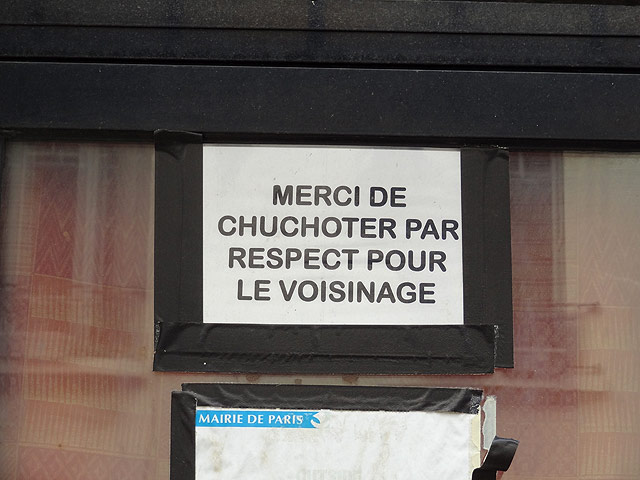 MERCI DE
CHUCHOTER PAR
RESPECT POUR
LE VOISINAGE
MAIRIE DE PARIS